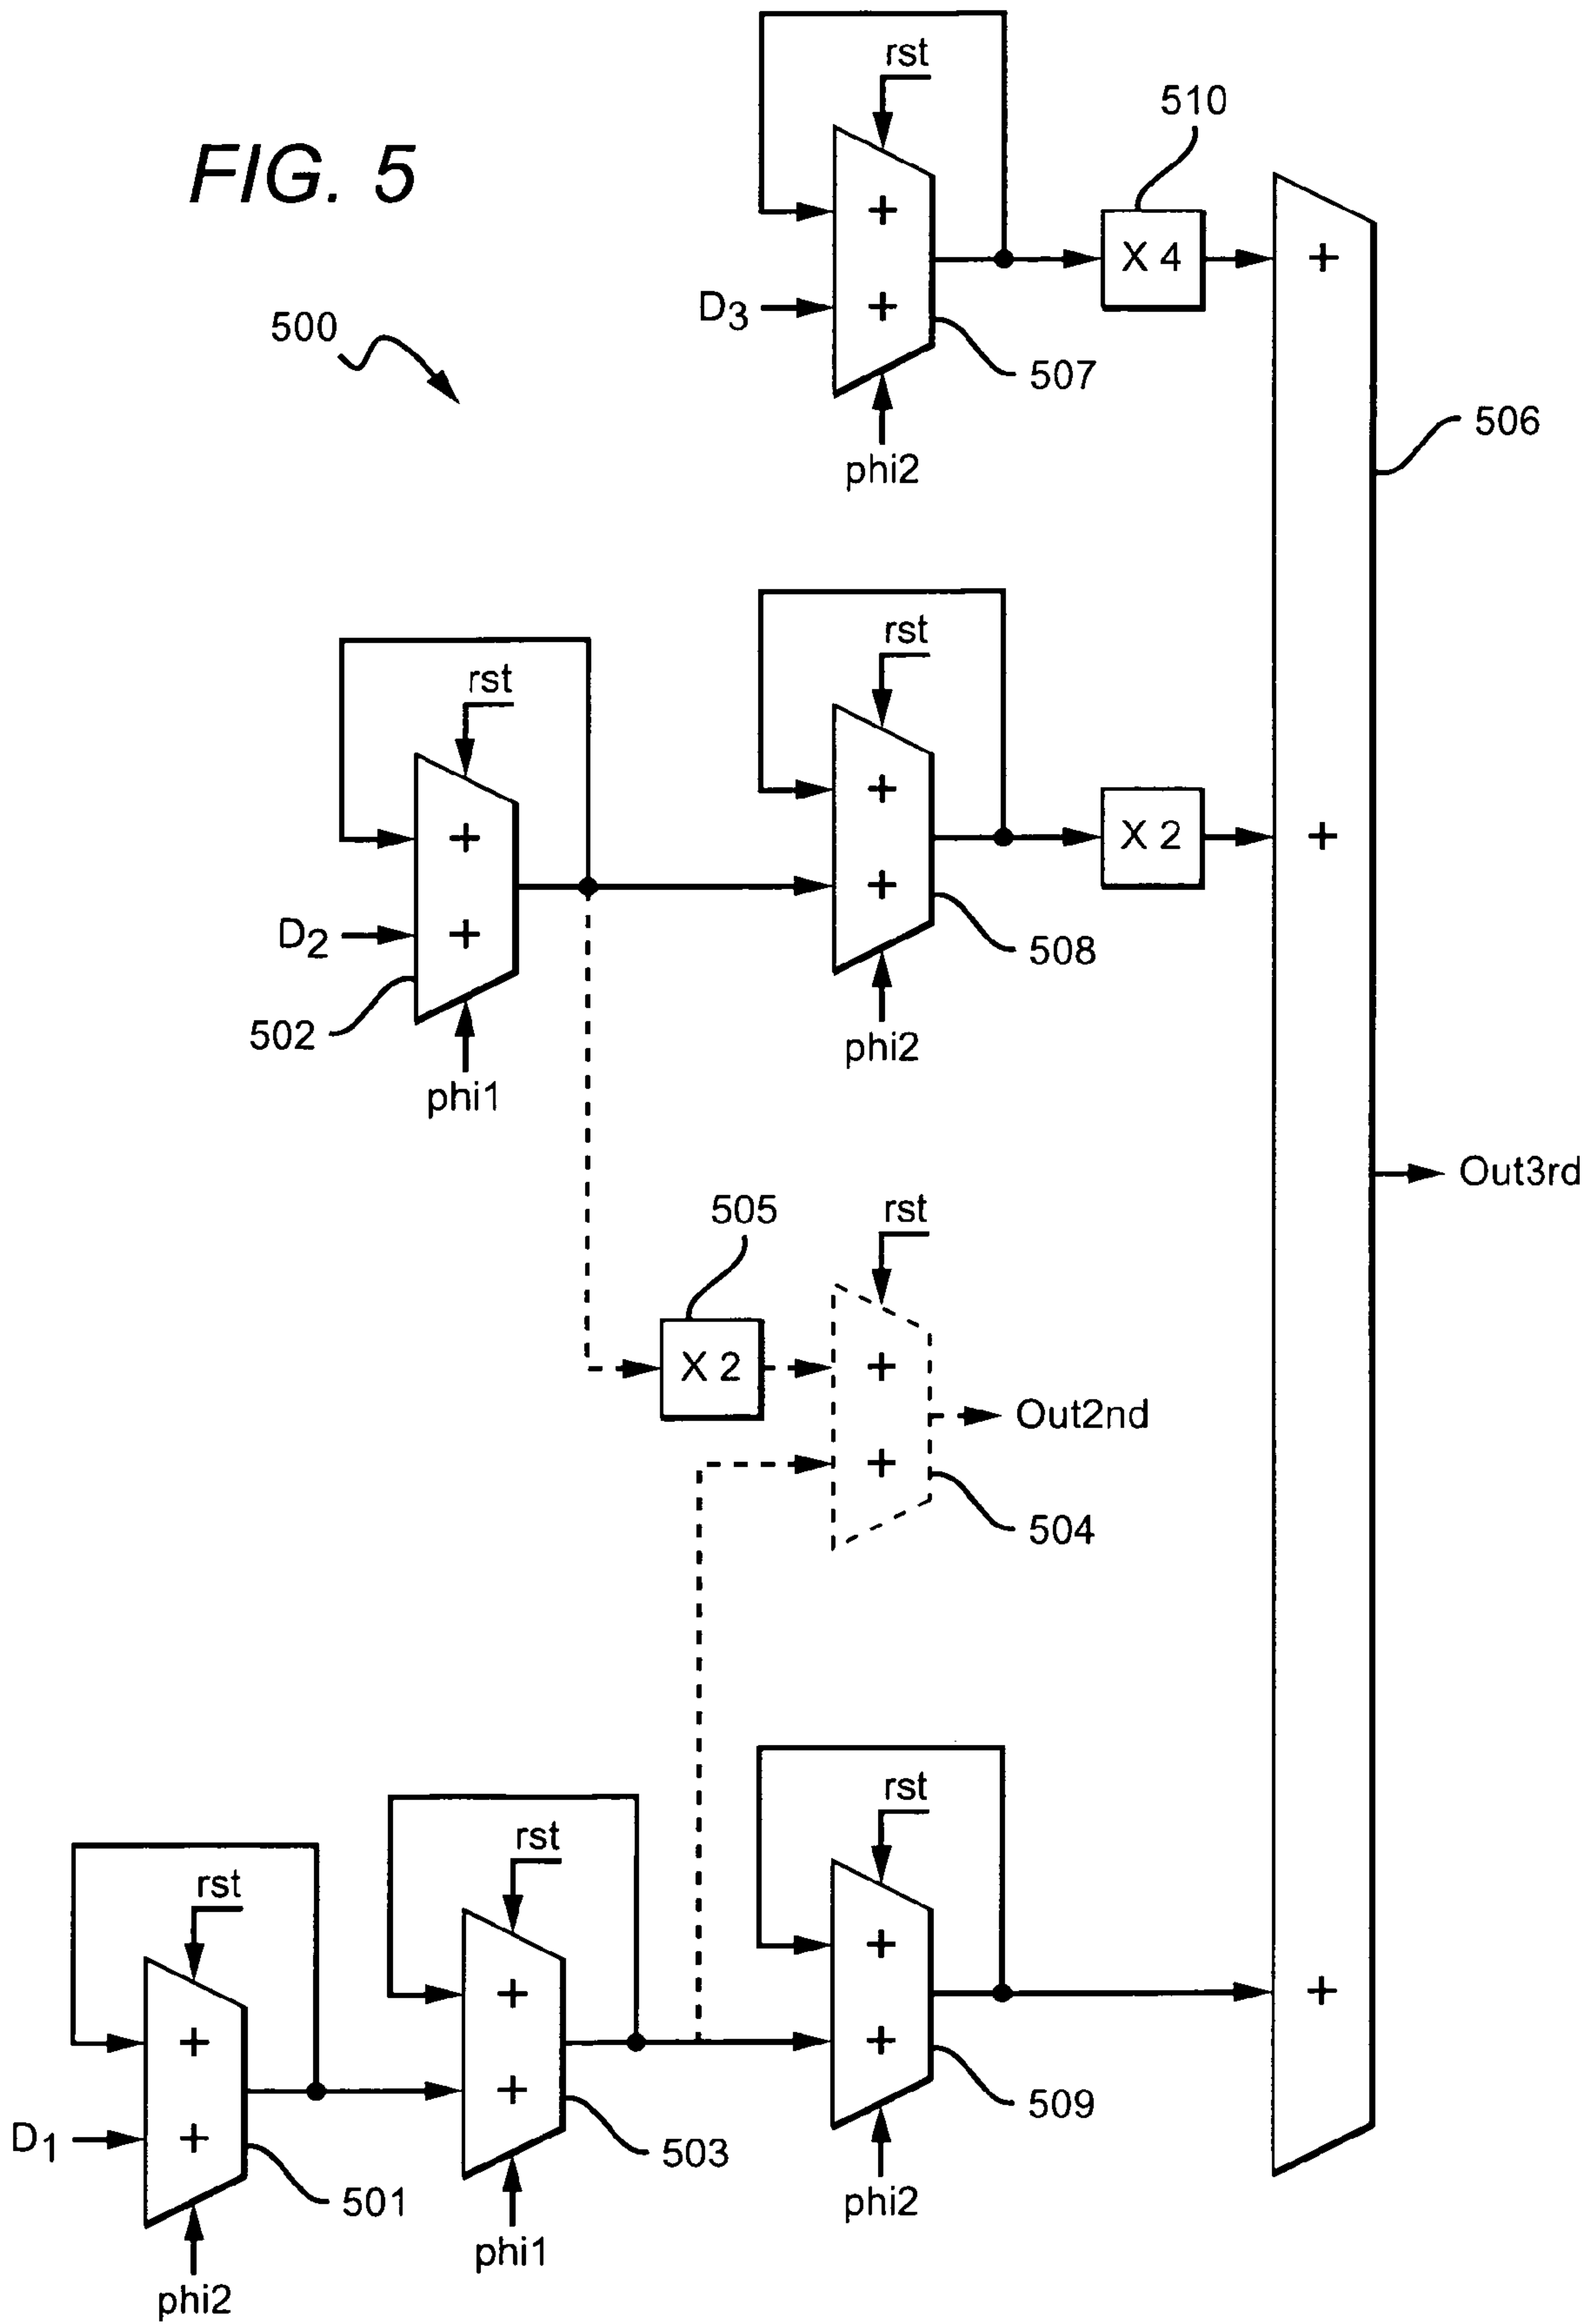 FIG. 5
500
rst
510
+
X 4
+
D3
+
507
506
phi2
rst
rst
+
+
X 2
+
D2
+
+
508
502
phi1
phi2
Out3rd
505
rst
X 2
+
Out2nd
+
504
rst
rst
rst
+
+
+
+
+
+
+
509
D1
503
501
phi2
phi1
phi2